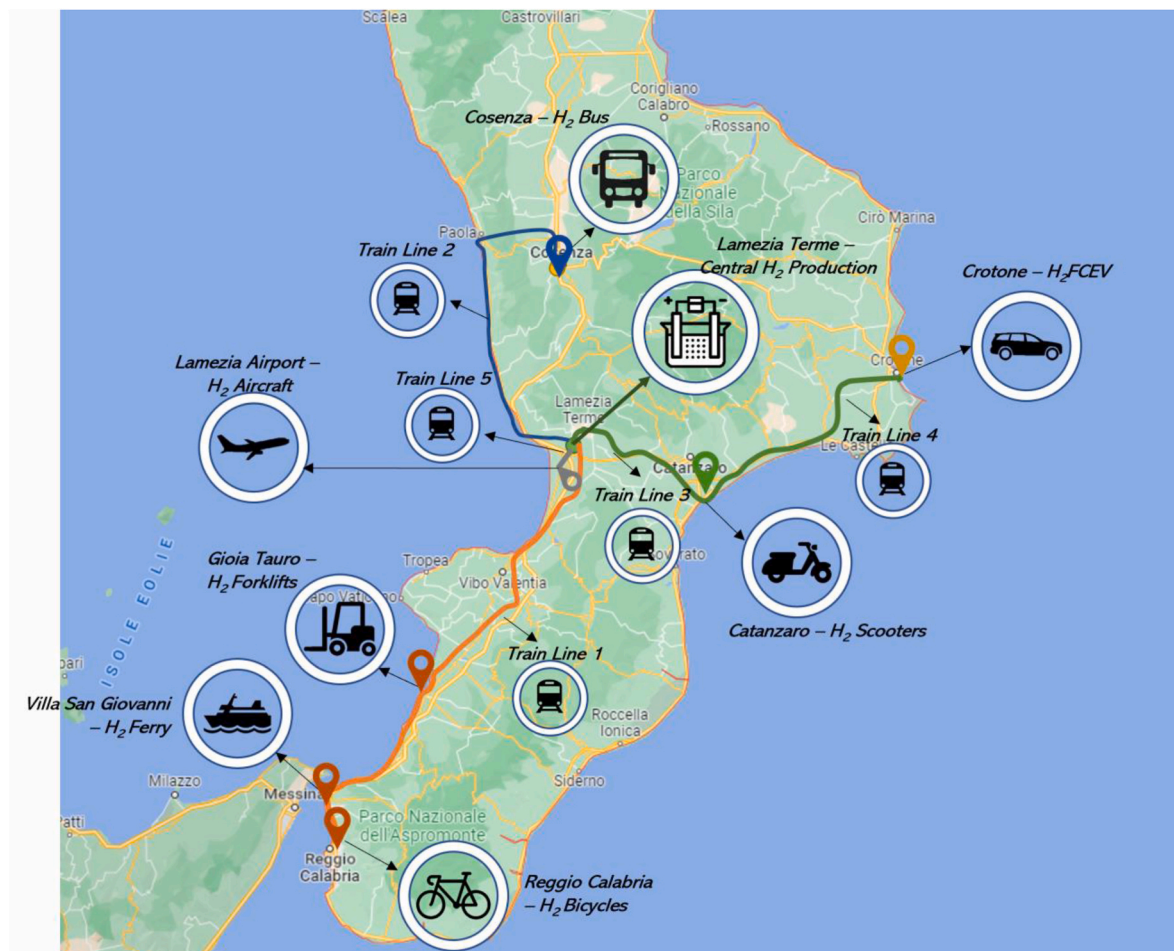 Scalea
Castrovillari
Corigliano
Calabro
Rossano
Cosenza – H2 Bus
Parco
Nazionale
della Sila
Cirò Marina
Paola
Cosenza
Train Line 2
Lamezia Terme –
Central H2 Production
+ −
Crotone – H2FCEV
Lamezia Airport –
H2 Aircraft
Train Line 5
Crotone
Lamezia
Terme
Train Line 4
Le Castella
Catanzaro
Train Line 3
Soverato
Gioia Tauro –
H2 Forklifts
Tropea
Vibo Valentia
Capo Vaticano
ISOLE EOLIE
Catanzaro – H2 Scooters
Train Line 1
pari
Villa San Giovanni
– H2 Ferry
Roccella
Ionica
Siderno
Milazzo
Messina
Patti
Parco Nazionale
dell'Aspromonte
Reggio
Calabria
Reggio Calabria
– H2 Bicycles